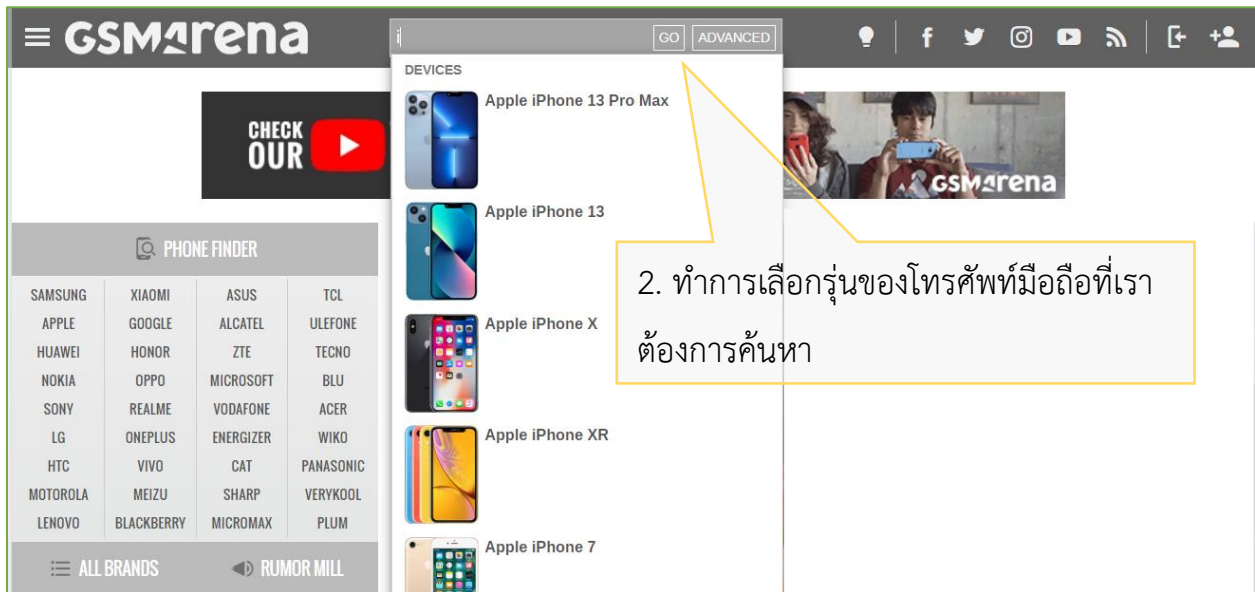 GSMArena
i
GO
ADVANCED
DEVICES
Apple iPhone 13 Pro Max
Apple iPhone 13
Apple iPhone X
Apple iPhone XR
Apple iPhone 7
CHECK
OUR
GSMArena
2. ทำการเลือกรุ่นของโทรศัพท์มือถือที่เรา
ต้องการค้นหา
PHONE FINDER
SAMSUNG XIAOMI ASUS TCL
APPLE GOOGLE ALCATEL ULEFONE
HUAWEI HONOR ZTE TECNO
NOKIA OPPO MICROSOFT BLU
SONY REALME VODAFONE ACER
LG ONEPLUS ENERGIZER WIKO
HTC VIVO CAT PANASONIC
MOTOROLA MEIZU SHARP VERYKOOL
LENOVO BLACKBERRY MICROMAX PLUM
ALL BRANDS
RUMOR MILL